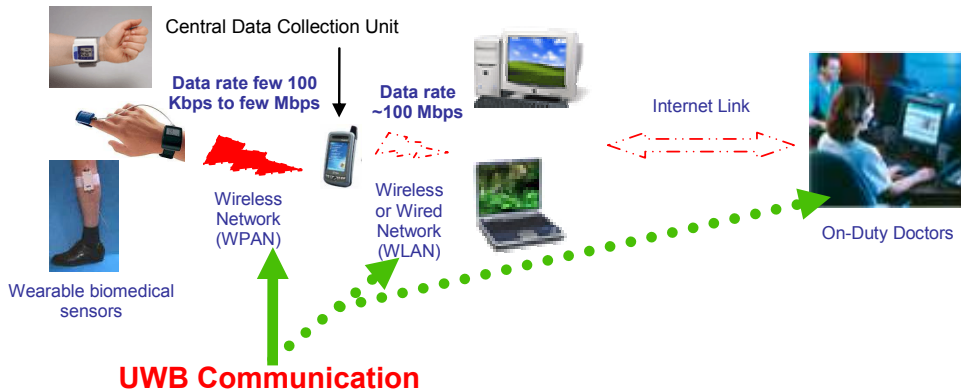 Central Data Collection Unit
Data rate few 100
Kbps to few Mbps
Data rate
~100 Mbps
Internet Link
Wireless
Network
(WPAN)
Wireless
or Wired
Network
(WLAN)
On-Duty Doctors
Wearable biomedical
sensors
UWB Communication